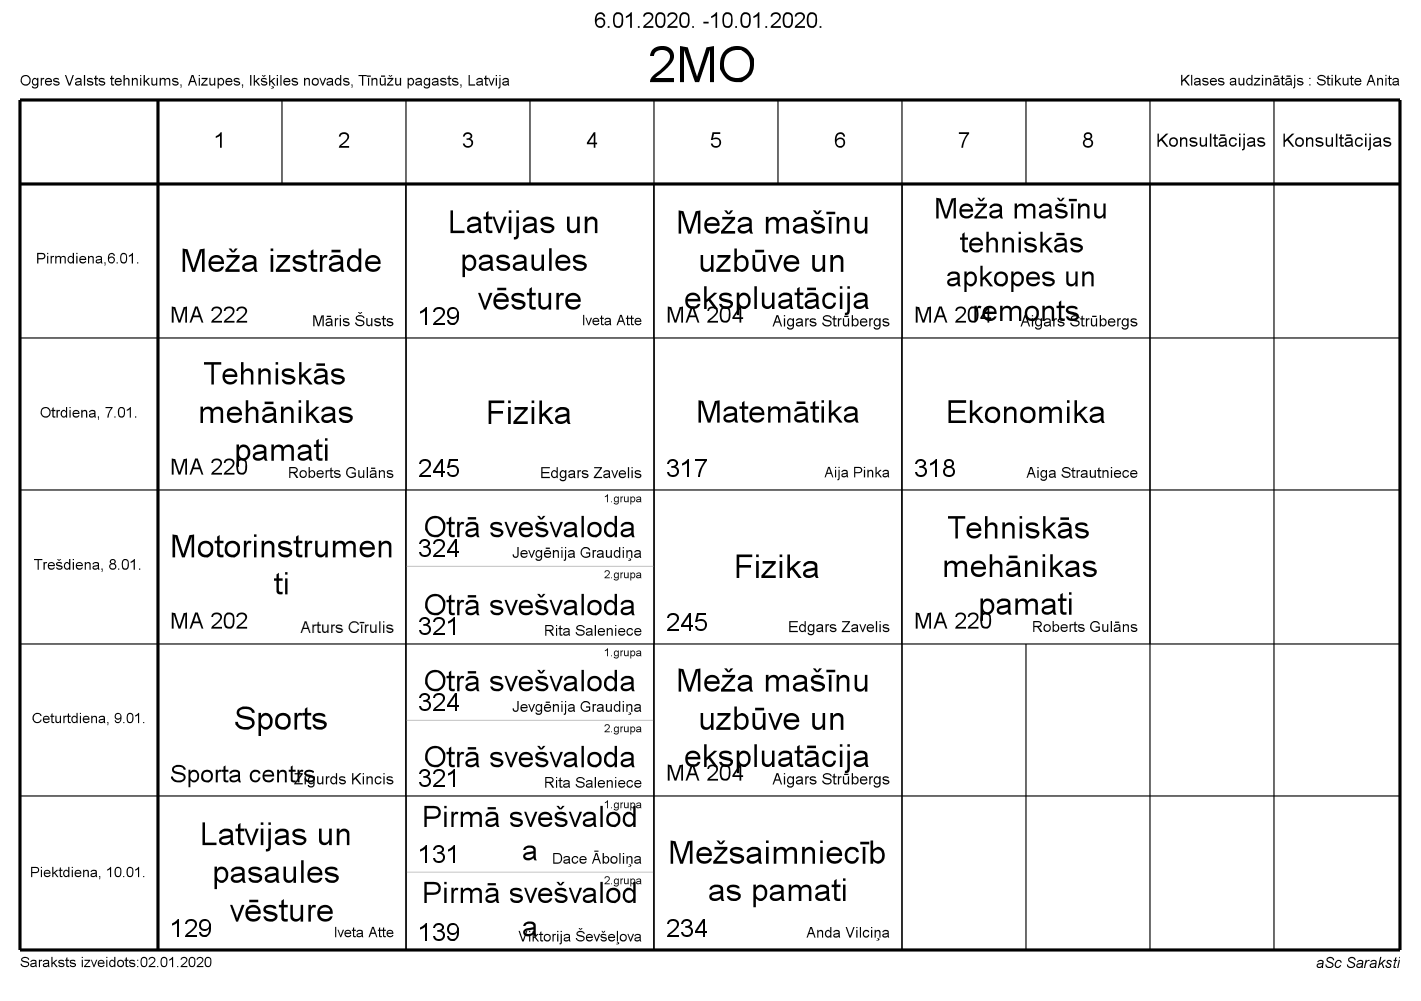 6.01.2020. -10.01.2020.
2MO
Ogres Valsts tehnikums, Aizupes, Ikšķiles novads, Tīnūžu pagasts, Latvija
Klases audzinātājs : Stikute Anita
1 2 3 4 5 6 7 8 Konsultācijas Konsultācijas
Pirmdiena,6.01.
Meža izstrāde
MA 222 Māris Šusts
Latvijas un
pasaules
vēsture
129 Iveta Atte
Meža mašīnu
uzbūve un
ekspluatācija
MA 204 Aigars Strūbergs
Meža mašīnu
tehniskās
apkopes un
remonts
MA 204 Aigars Strūbergs
Otrdiena, 7.01.
Tehniskās
mehānikas
pamati
MA 220 Roberts Gulāns
Fizika
245 Edgars Zavelis
Matemātika
317 Aija Pinka
Ekonomika
318 Aiga Strautniece
Trešdiena, 8.01.
Motorinstrumen
ti
MA 202 Arturs Cīrulis
1.grupa
Otrā svešvaloda
324 Jevgēnija Graudiņa
2.grupa
Otrā svešvaloda
321 Rita Saleniece
Fizika
245 Edgars Zavelis
Tehniskās
mehānikas
pamati
MA 220 Roberts Gulāns
Ceturtdiena, 9.01.
Sports
Sporta centrs Zigurds Kincis
1.grupa
Otrā svešvaloda
324 Jevgēnija Graudiņa
2.grupa
Otrā svešvaloda
321 Rita Saleniece
Meža mašīnu
uzbūve un
ekspluatācija
MA 204 Aigars Strūbergs
Piektdiena, 10.01.
Latvijas un
pasaules
vēsture
129 Iveta Atte
1.grupa
Pirmā svešvalod
a
131 Dace Āboliņa
2.grupa
Pirmā svešvalod
a
139 Viktorija Ševšeļova
Mežsaimniecīb
as pamati
234 Anda Vilciņa
Saraksts izveidots:02.01.2020
aSc Saraksti